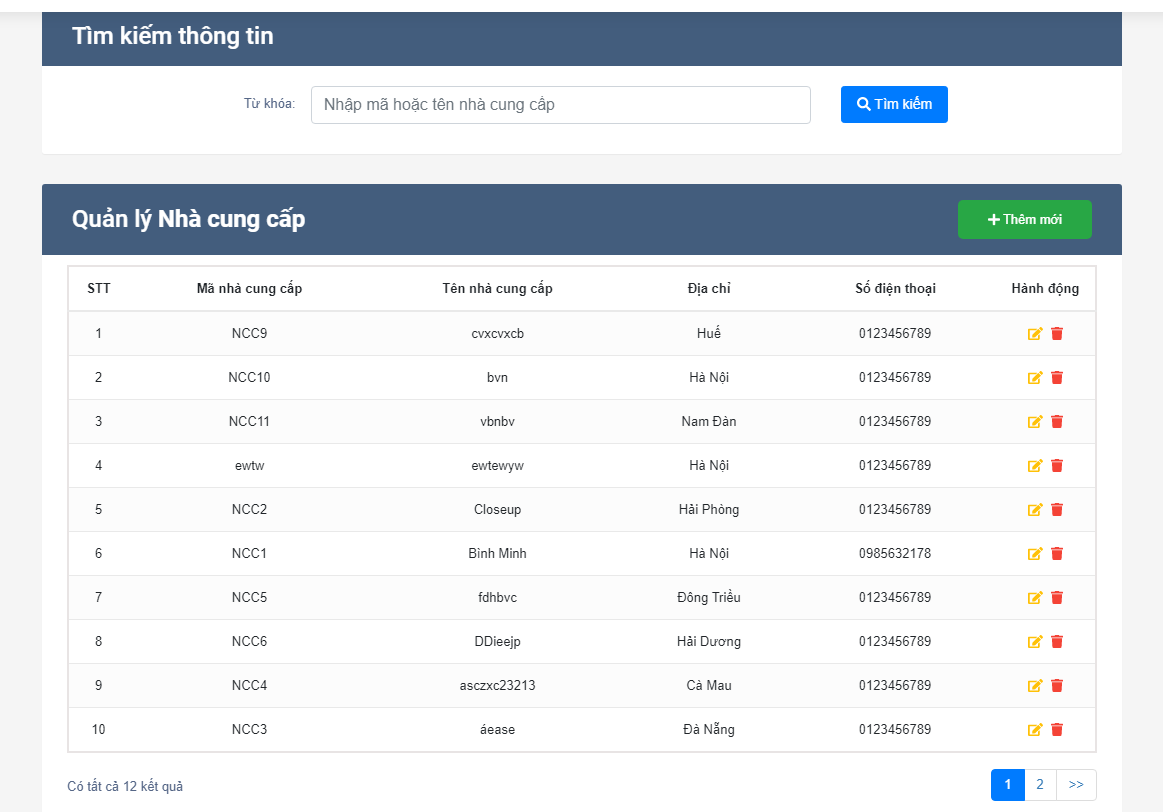 Tìm kiếm thông tin
Từ khóa: Nhập mã hoặc tên nhà cung cấp Tìm kiếm
Quản lý Nhà cung cấp Thêm mới
STT Mã nhà cung cấp Tên nhà cung cấp Địa chỉ Số điện thoại Hành động
1 NCC9 cvxcvxcb Huế 0123456789
2 NCC10 bvn Hà Nội 0123456789
3 NCC11 vbnbv Nam Đàn 0123456789
4 ewtw ewtewyw Hà Nội 0123456789
5 NCC2 Closeup Hải Phòng 0123456789
6 NCC1 Bình Minh Hà Nội 0985632178
7 NCC5 fdhbvc Đông Triều 0123456789
8 NCC6 DDieejp Hải Dương 0123456789
9 NCC4 asczxc23213 Cà Mau 0123456789
10 NCC3 áease Đà Nẵng 0123456789
Có tất cả 12 kết quả 1 2 >>